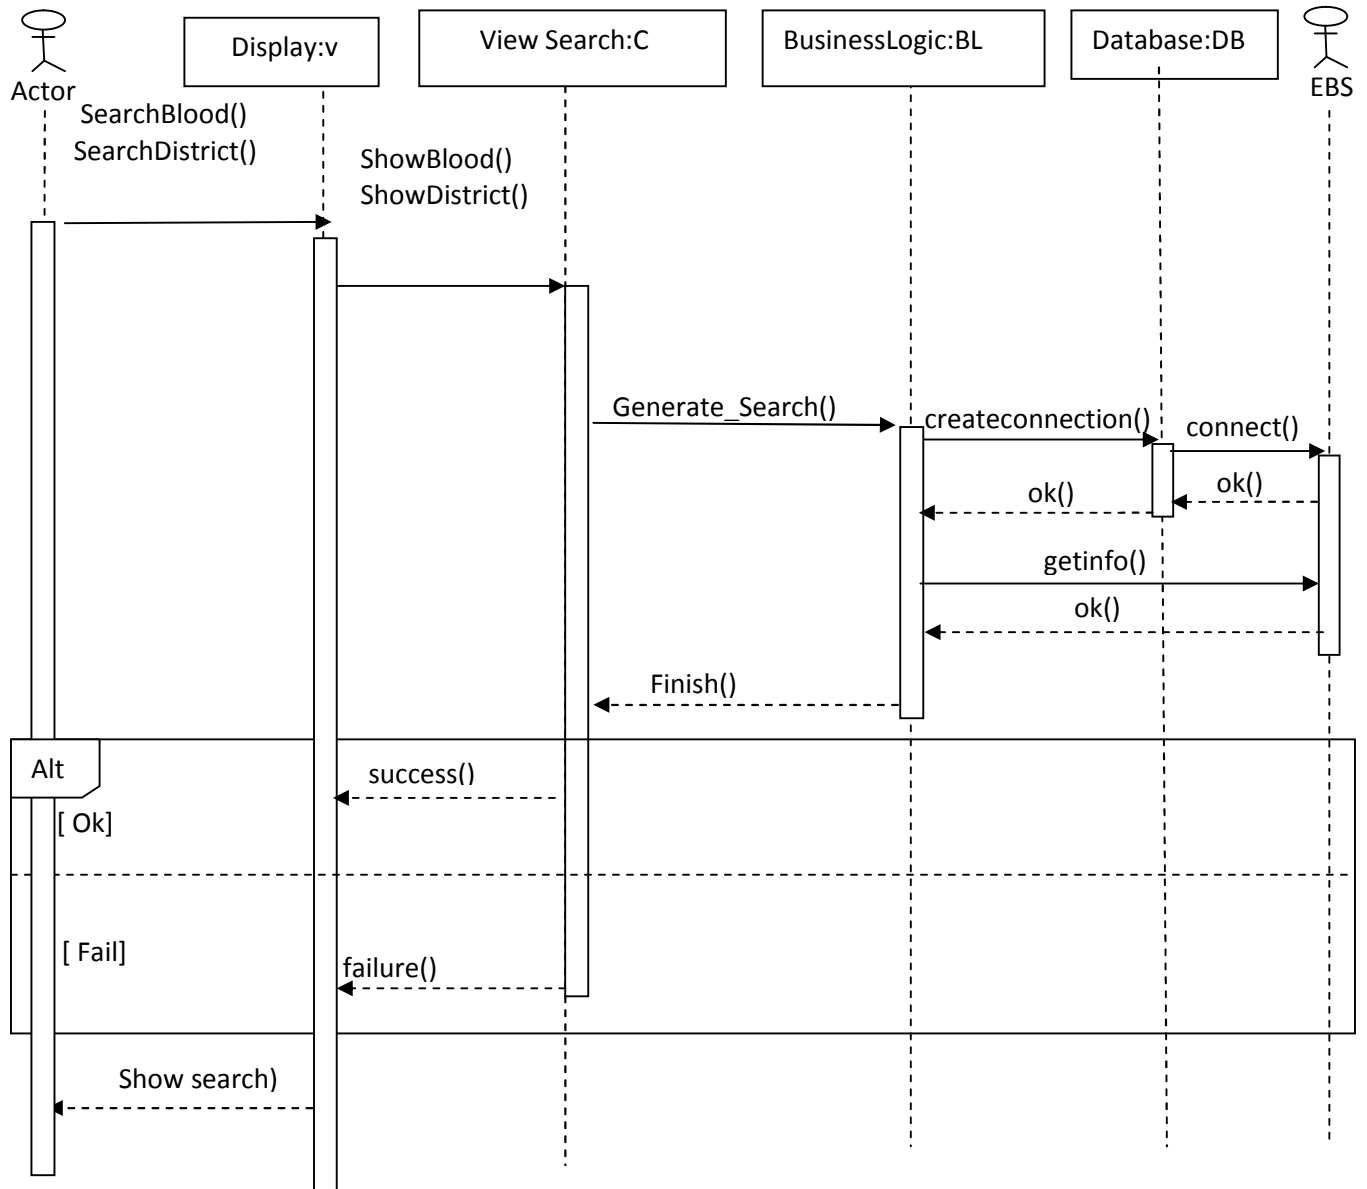 Display:v
View Search:C
BusinessLogic:BL
Database:DB
Actor
EBS
SearchBlood()
SearchDistrict()
ShowBlood()
ShowDistrict()
Generate_Search()
createconnection()
connect()
ok()
ok()
getinfo()
ok()
Finish()
Alt
success()
[ Ok]
[ Fail]
failure()
Show search)